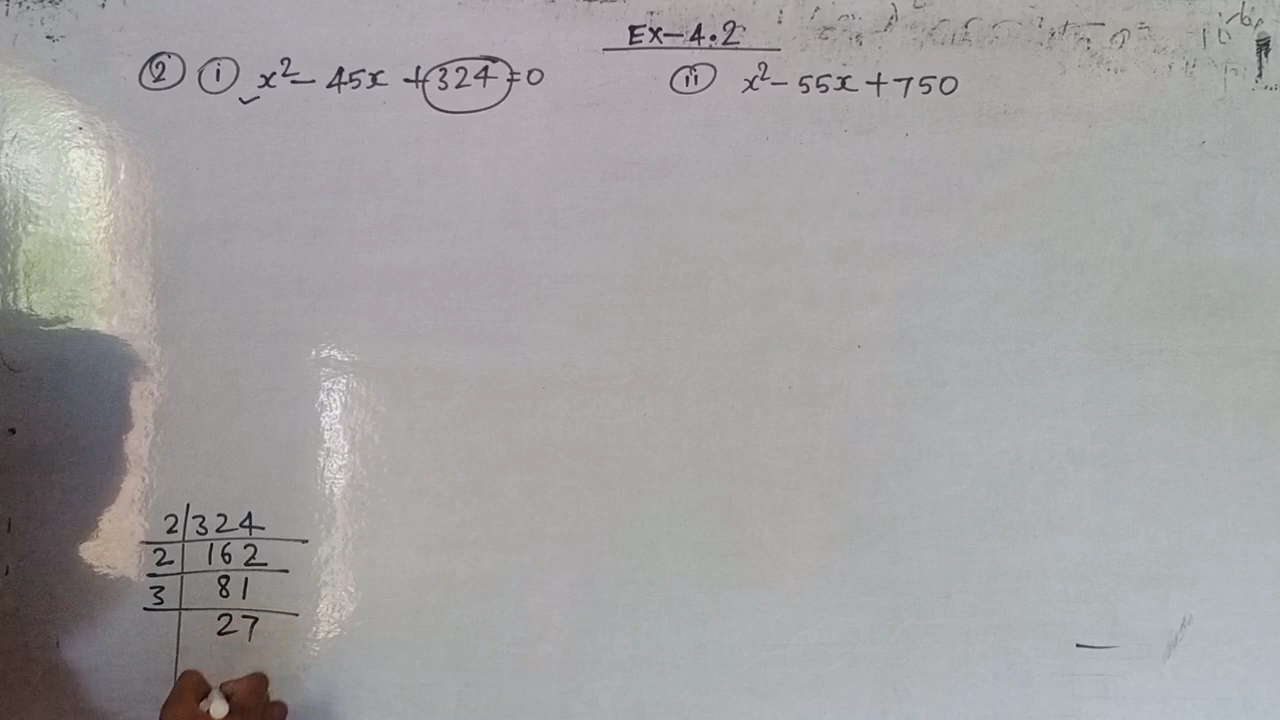 Ex-4.2
② ⓘ x²- 45x + 324 = 0
ⓘⓘ x²- 55x + 750
2 324
2 162
3 81
27